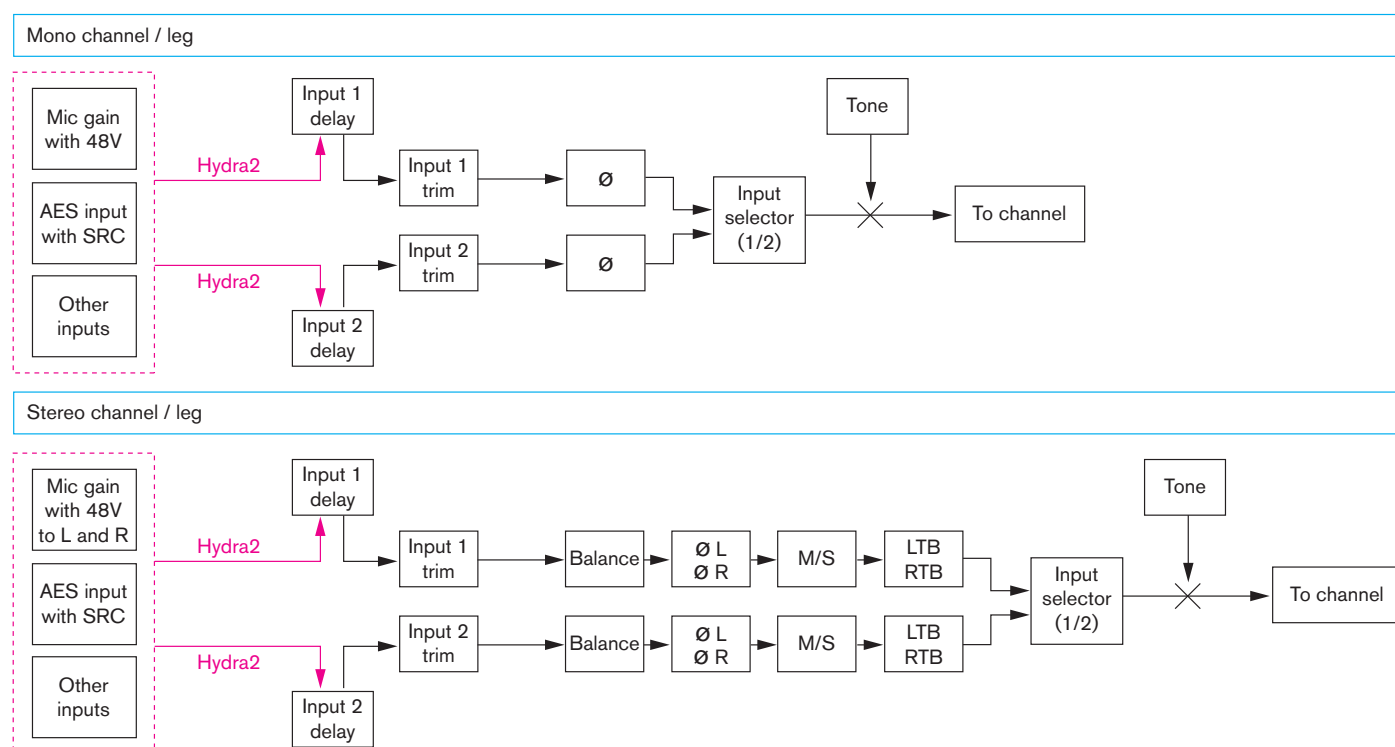 Mono channel / leg
Mic gain
with 48V
AES input
with SRC
Other
inputs
Hydra2
Hydra2
Input 1
delay
Input 2
delay
Input 1
trim
Input 2
trim
Ø
Ø
Input
selector
(1/2)
Tone
To channel
Stereo channel / leg
Mic gain
with 48V
to L and R
AES input
with SRC
Other
inputs
Hydra2
Hydra2
Input 1
delay
Input 2
delay
Input 1
trim
Input 2
trim
Balance
Ø L
Ø R
M/S
LTB
RTB
Balance
Ø L
Ø R
M/S
LTB
RTB
Input
selector
(1/2)
Tone
To channel